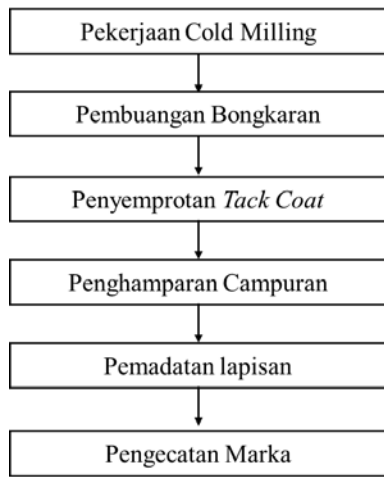 Pekerjaan Cold Milling
Pembuangan Bongkaran
Penyemprotan Tack Coat
Penghamparan Campuran
Pemadatan lapisan
Pengecatan Marka